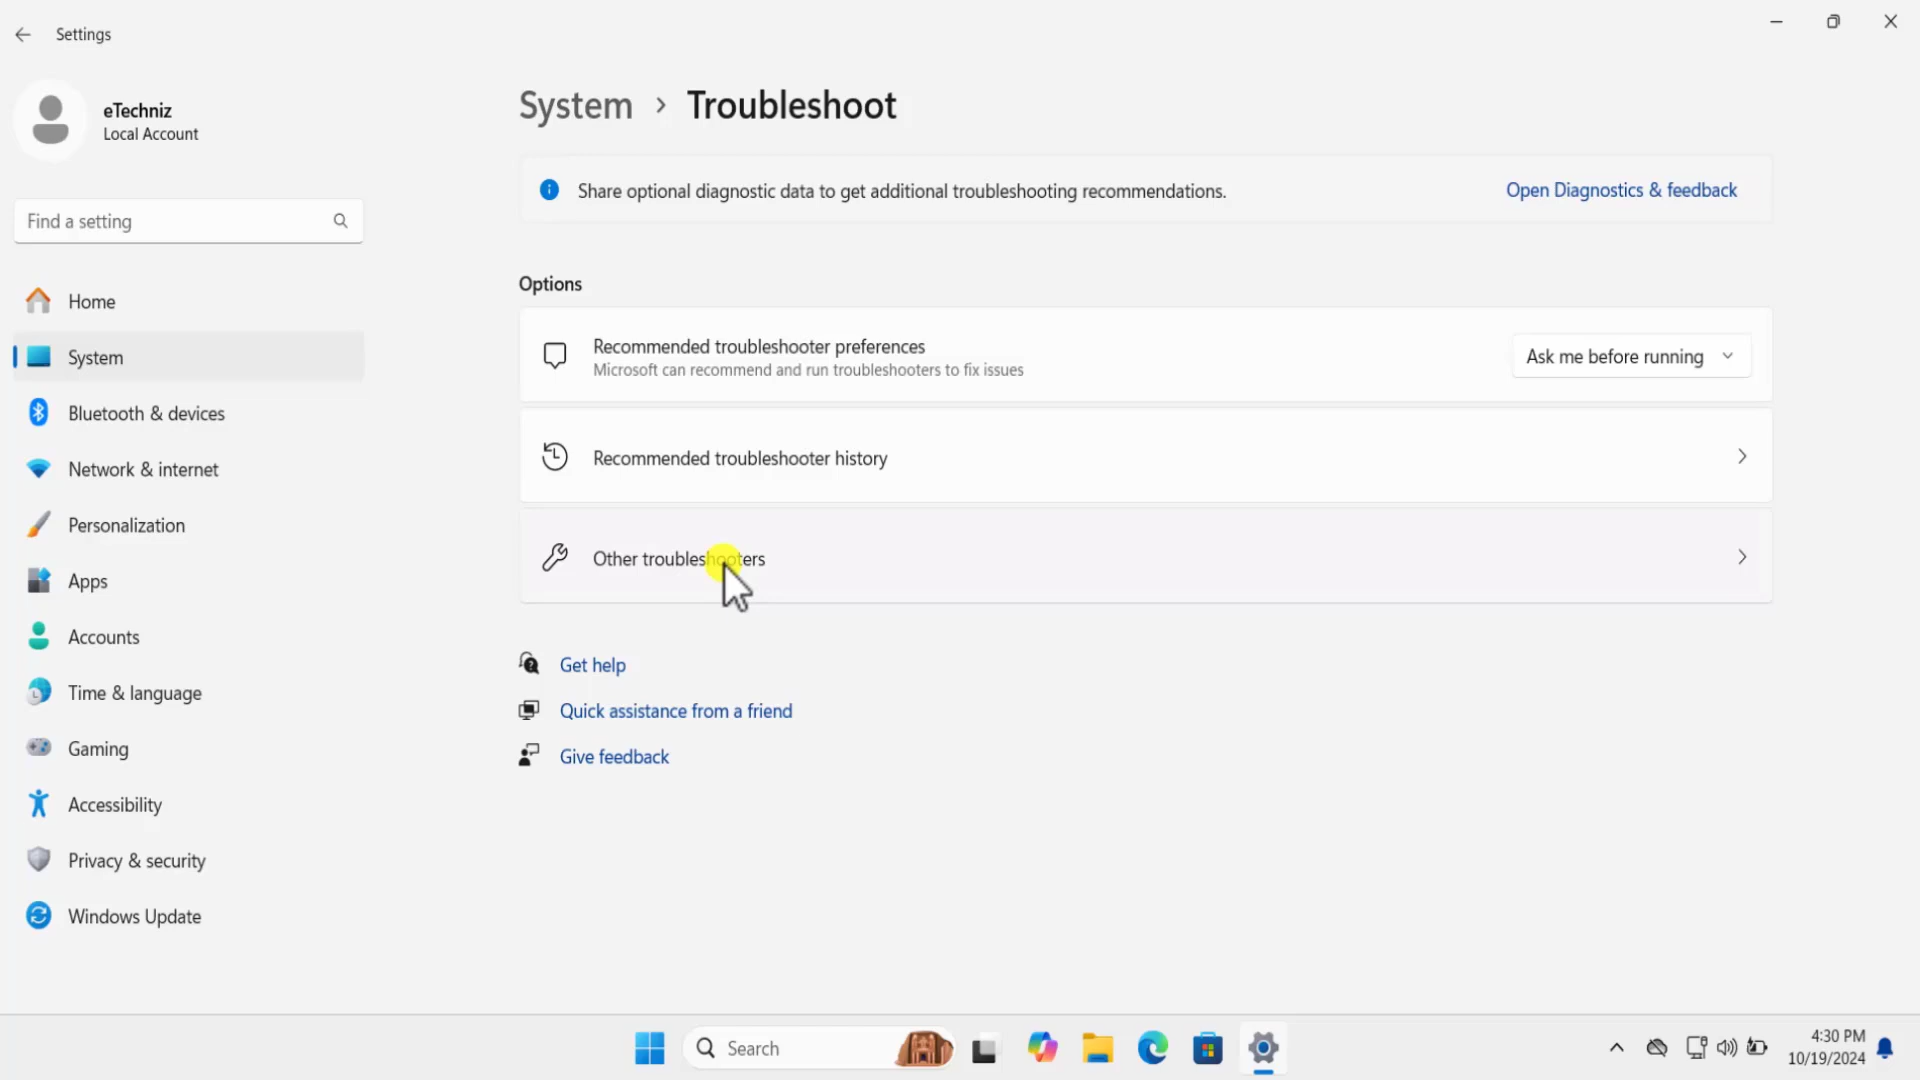 Settings
eTechniz
Local Account
Find a setting
Home
System
Bluetooth & devices
Network & internet
Personalization
Apps
Accounts
Time & language
Gaming
Accessibility
Privacy & security
Windows Update
System > Troubleshoot
Share optional diagnostic data to get additional troubleshooting recommendations.
Open Diagnostics & feedback
Options
Recommended troubleshooter preferences
Microsoft can recommend and run troubleshooters to fix issues
Ask me before running
Recommended troubleshooter history
Other troubleshooters
Get help
Quick assistance from a friend
Give feedback
Search
4:30 PM
10/19/2024